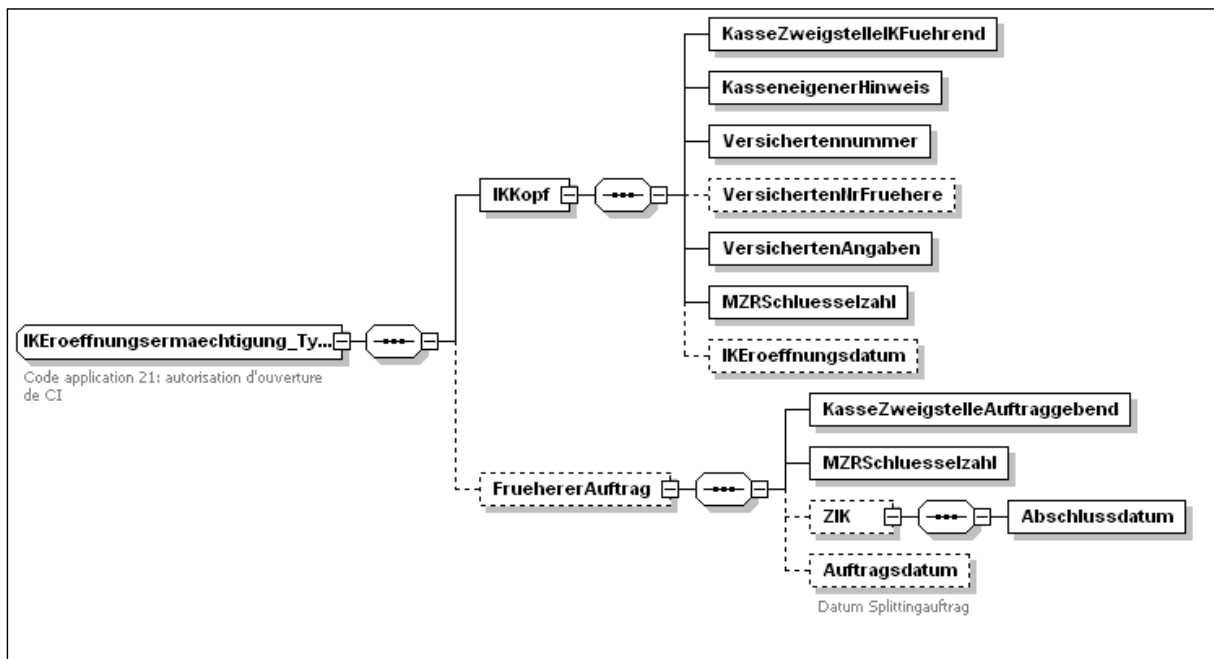 KasseZweigstelleIKFuehrend
KasseneigenerHinweis
Versichertennummer
IKKopf
VersichertenNrFruehere
VersichertenAngaben
MZRSchluesselzahl
IKEroeffnungsermaechtigung_Ty...
IKEroeffnungsdatum
Code application 21: autorisation d'ouverture
de CI
KasseZweigstelleAuftraggebend
MZRSchluesselzahl
FruehererAuftrag
ZIK
Abschlussdatum
Auftragsdatum
Datum Splittingauftrag